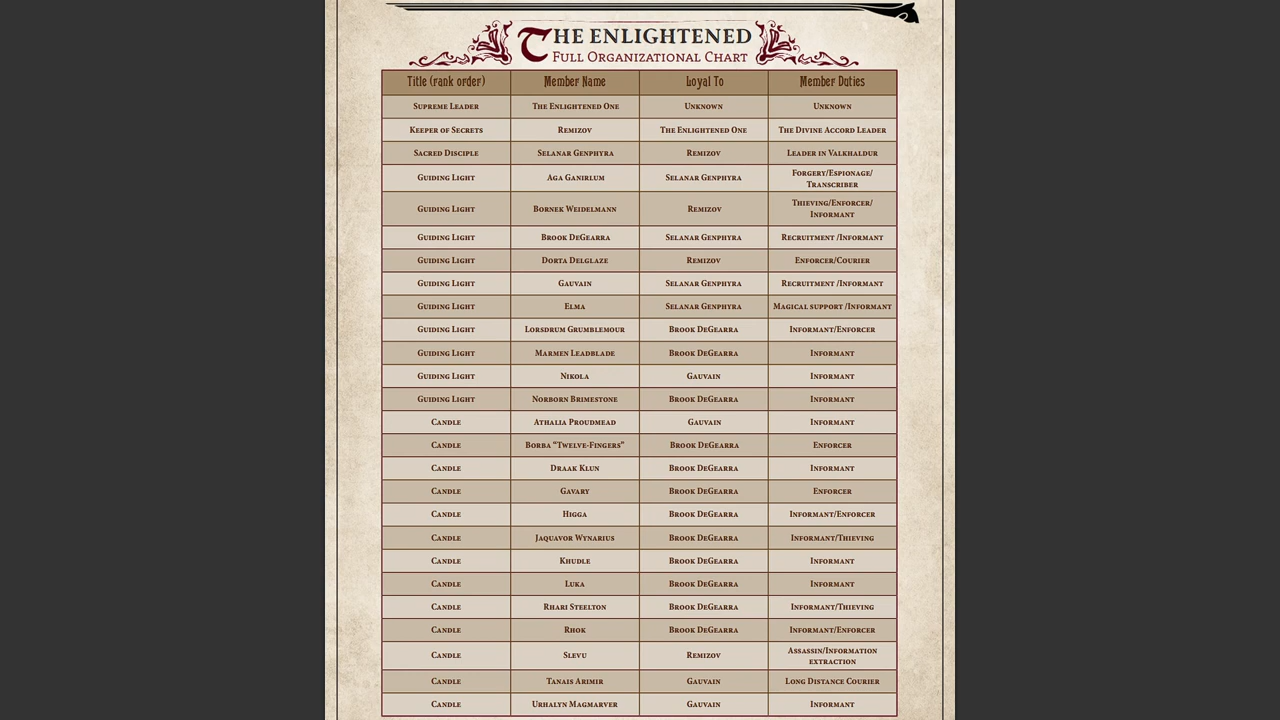 THE ENLIGHTENED
FULL ORGANIZATIONAL CHART
Title (rank order) Member Name Loyal To Member Duties
SUPREME LEADER THE ENLIGHTENED ONE UNKNOWN UNKNOWN
KEEPER OF SECRETS REMIZOV THE ENLIGHTENED ONE THE DIVINE ACCORD LEADER
SACRED DISCIPLE SELANAR GENPHYRA REMIZOV LEADER IN VALKHALDUR
GUIDING LIGHT AGA GANIRLUM SELANAR GENPHYRA FORGERY/ESPIONAGE/
TRANSCRIBER
GUIDING LIGHT BORNEK WEIDELMANN REMIZOV THIEVING/ENFORCER/
INFORMANT
GUIDING LIGHT BROOK DEGEARRA SELANAR GENPHYRA RECRUITMENT /INFORMANT
GUIDING LIGHT DORTA DELGLAZE REMIZOV ENFORCER/COURIER
GUIDING LIGHT GAUVAIN SELANAR GENPHYRA RECRUITMENT /INFORMANT
GUIDING LIGHT ELMA SELANAR GENPHYRA MAGICAL SUPPORT /INFORMANT
GUIDING LIGHT LORSDRUM GRUMBLEMOUR BROOK DEGEARRA INFORMANT/ENFORCER
GUIDING LIGHT MARMEN LEADBLADE BROOK DEGEARRA INFORMANT
GUIDING LIGHT NIKOLA GAUVAIN INFORMANT
GUIDING LIGHT NORBORN BRIMESTONE BROOK DEGEARRA INFORMANT
CANDLE ATHALIA PROUDMEAD GAUVAIN INFORMANT
CANDLE BORBA "TWELVE-FINGERS" BROOK DEGEARRA ENFORCER
CANDLE DRAAK KLUN BROOK DEGEARRA INFORMANT
CANDLE GAVARY BROOK DEGEARRA ENFORCER
CANDLE HIGGA BROOK DEGEARRA INFORMANT/ENFORCER
CANDLE JAQUAVOR WYNARIUS BROOK DEGEARRA INFORMANT/THIEVING
CANDLE KHUDLE BROOK DEGEARRA INFORMANT
CANDLE LUKA BROOK DEGEARRA INFORMANT
CANDLE RHARI STEELTON BROOK DEGEARRA INFORMANT/THIEVING
CANDLE RHOK BROOK DEGEARRA INFORMANT/ENFORCER
CANDLE SLEVU REMIZOV ASSASSIN/INFORMATION
EXTRACTION
CANDLE TANAIS ARIMIR GAUVAIN LONG DISTANCE COURIER
CANDLE URHALYN MAGMARVER GAUVAIN INFORMANT